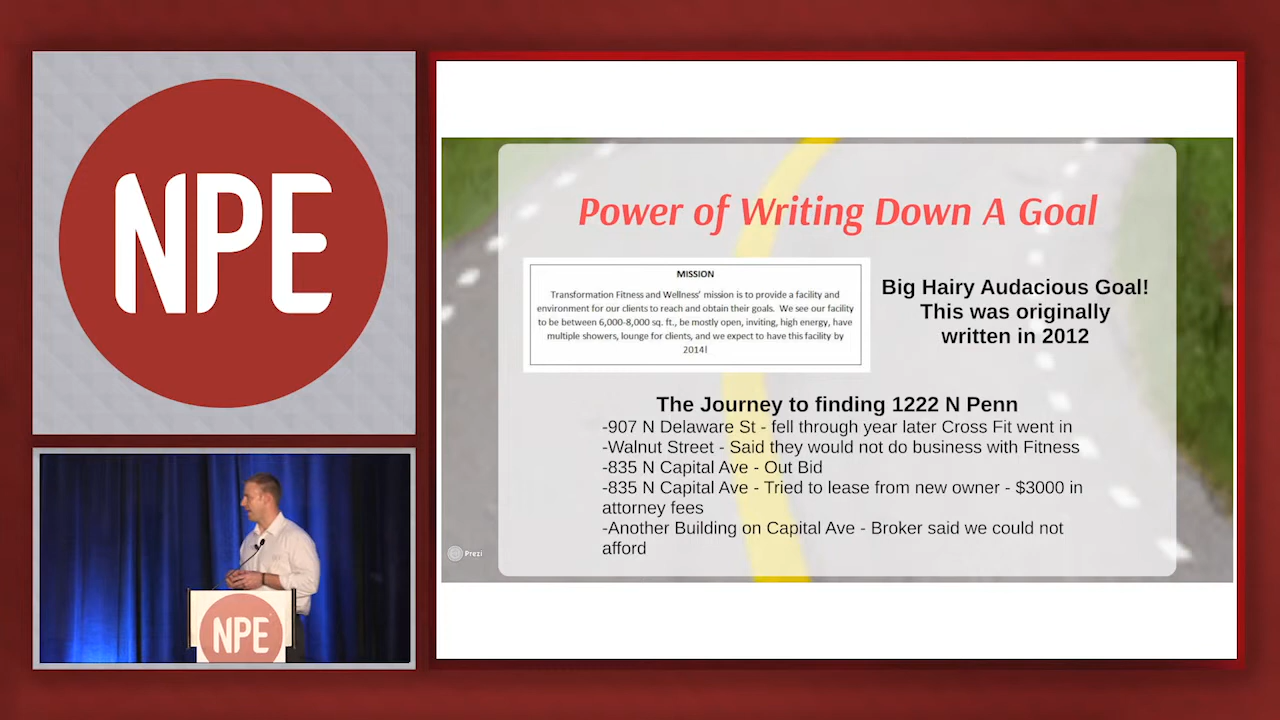 NPE
NPE
Power of Writing Down A Goal
MISSION
Transformation Fitness and Wellness' mission is to provide a facility and
environment for our clients to reach and obtain their goals. We see our facility
to be between 6,000-8,000 sq. ft., be mostly open, inviting, high energy, have
multiple showers, lounge for clients, and we expect to have this facility by
2014!
Big Hairy Audacious Goal!
This was originally
written in 2012
The Journey to finding 1222 N Penn
-907 N Delaware St - fell through year later Cross Fit went in
-Walnut Street - Said they would not do business with Fitness
-835 N Capital Ave - Out Bid
-835 N Capital Ave - Tried to lease from new owner - $3000 in
attorney fees
-Another Building on Capital Ave - Broker said we could not
afford
Prezi